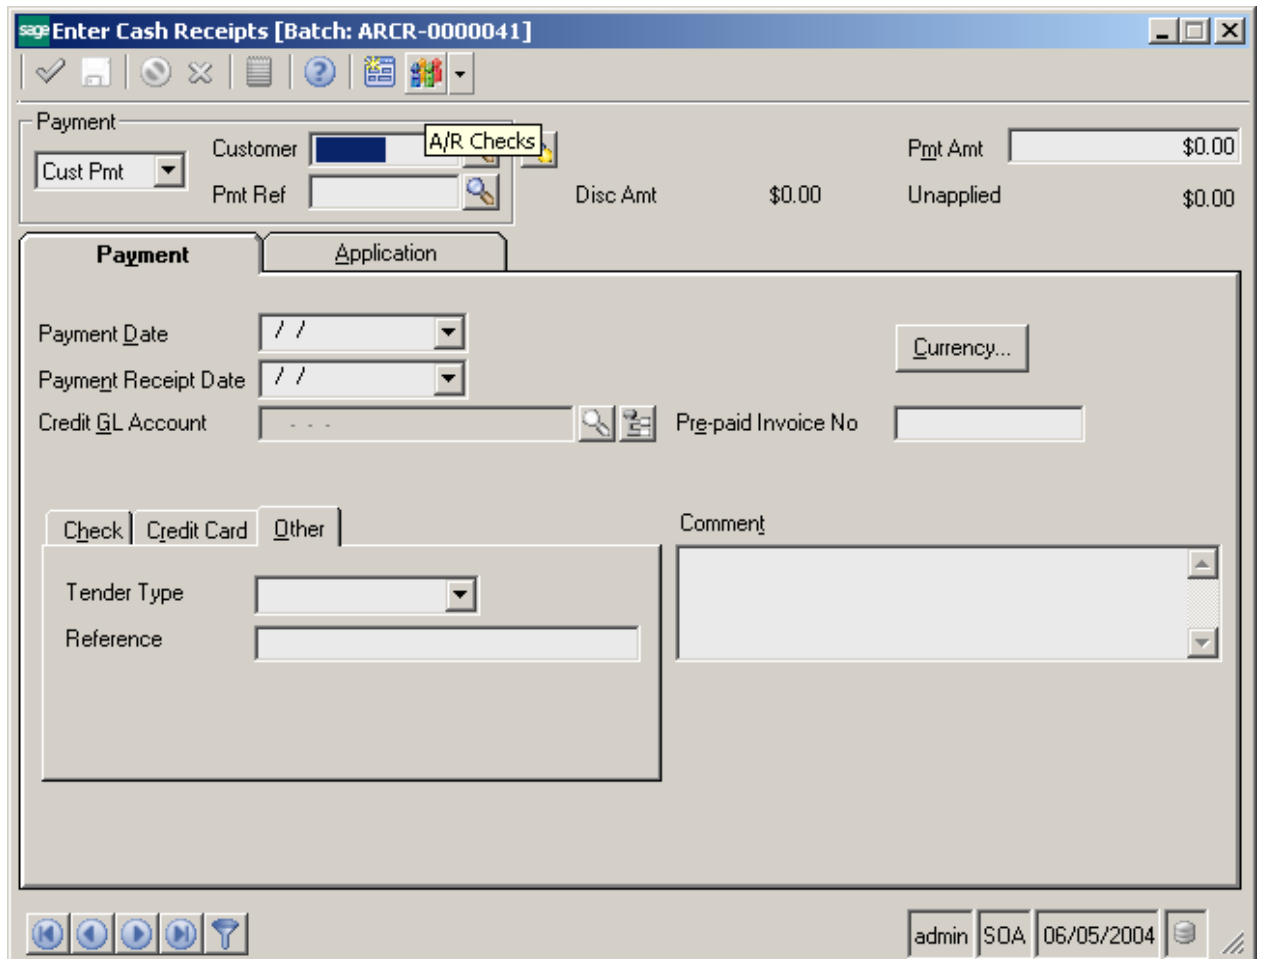 sage Enter Cash Receipts [Batch: ARCR-0000041]
Payment
Cust Pmt
Customer
A/R Checks
Pmt Amt
$0.00
Pmt Ref
Disc Amt
$0.00
Unapplied
$0.00
Payment
Application
Payment Date
/ /
Currency...
Payment Receipt Date
/ /
Credit GL Account
- - -
Pre-paid Invoice No
Check
Credit Card
Other
Comment
Tender Type
Reference
admin
SOA
06/05/2004